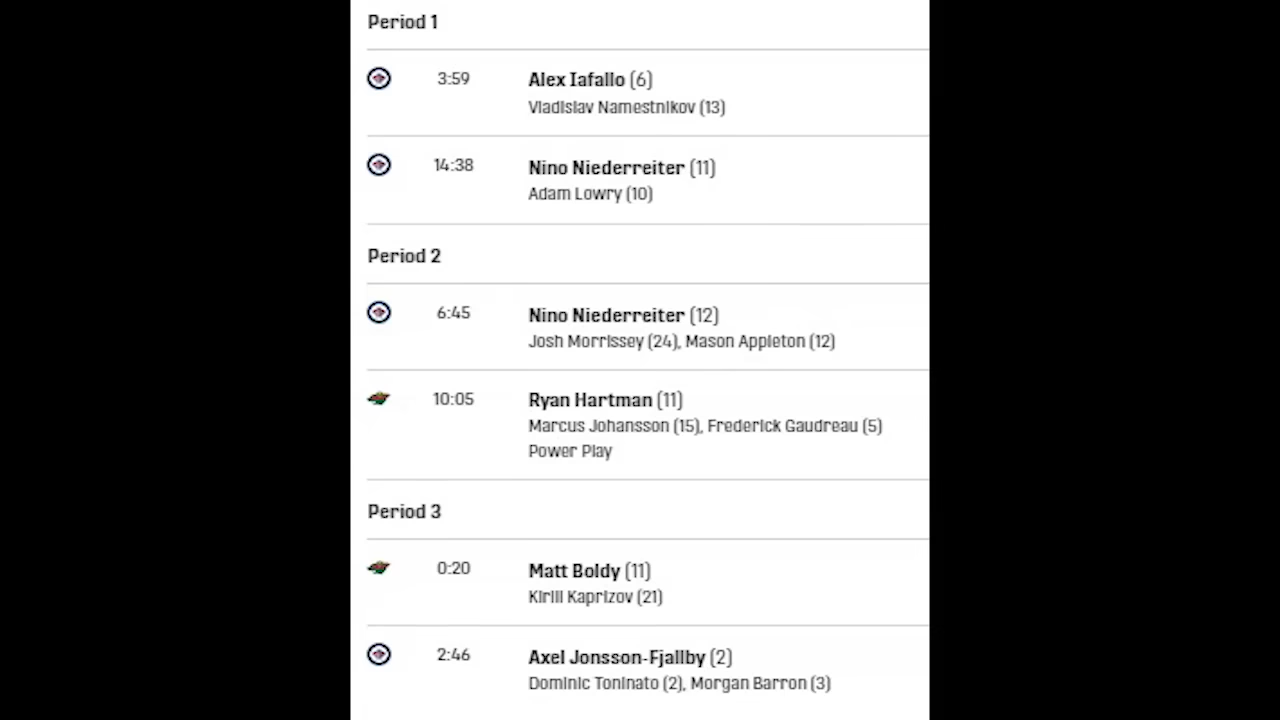 Period 1
3:59 Alex Iafallo (6)
Vladislav Namestnikov (13)
14:38 Nino Niederreiter (11)
Adam Lowry (10)
Period 2
6:45 Nino Niederreiter (12)
Josh Morrissey (24), Mason Appleton (12)
10:05 Ryan Hartman (11)
Marcus Johansson (15), Frederick Gaudreau (5)
Power Play
Period 3
0:20 Matt Boldy (11)
Kirill Kaprizov (21)
2:46 Axel Jonsson-Fjallby (2)
Dominic Toninato (2), Morgan Barron (3)